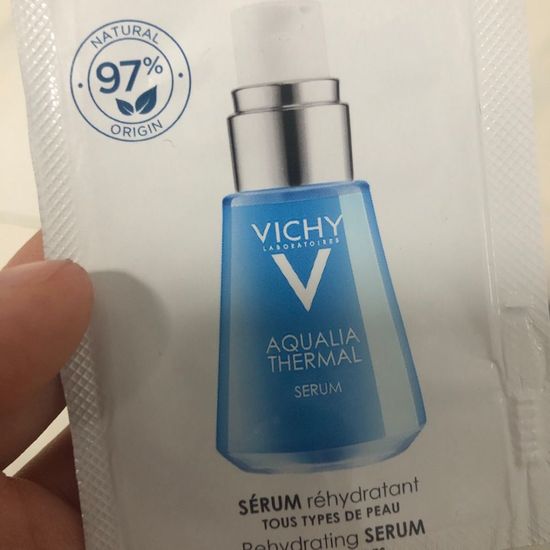 NATURAL
97%
ORIGIN
VICHY
LABORATOIRES
V
AQUALIA
THERMAL
SERUM
SÉRUM réhydratant
TOUS TYPES DE PEAU
Rehydrating SERUM